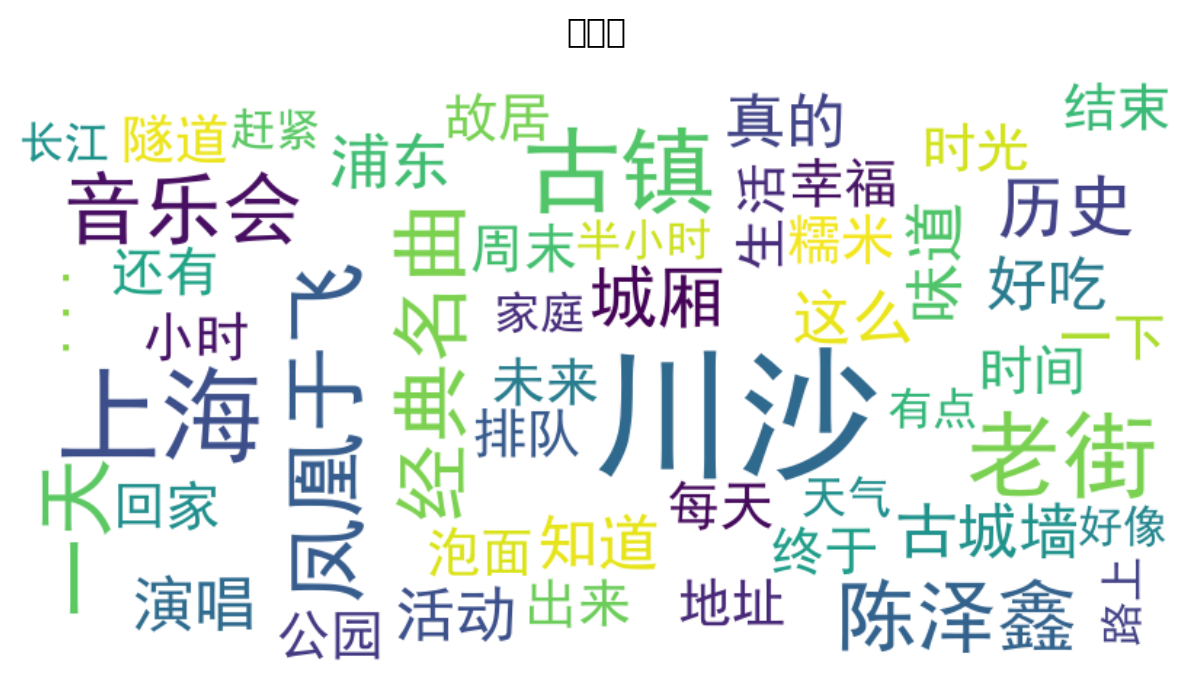 故居
真的
结束
长江
隧道
赶紧
浦东
古镇
时光
音乐会
生活
幸福
历史
经典名曲
周末
半小时
糯米
味道
还有
...
凤凰于飞
家庭
城厢
这么
好吃
小时
一下
上海
未来
川沙
时间
排队
有点
老街
一天
回家
每天
天气
泡面
知道
终于
古城墙
好像
演唱
公园
活动
出来
地址
陈泽鑫
路上